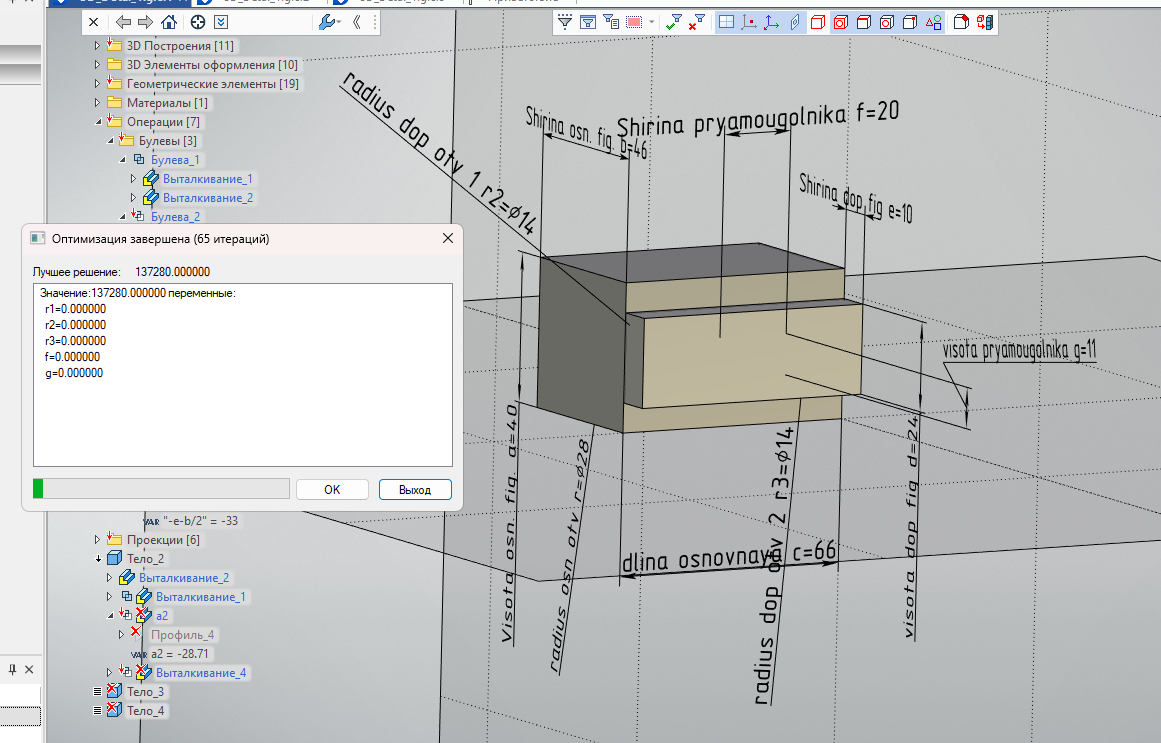 3D Построения [11]
3D Элементы оформления [10]
Геометрические элементы [19]
Материалы [1]
Операции [7]
Булевы [3]
Булева_1
Выталкивание_1
Выталкивание_2
Булева_2
Оптимизация завершена (65 итераций)
Лучшее решение: 137280.000000
Значение:137280.000000 переменные:
r1=0.000000
r2=0.000000
r3=0.000000
f=0.000000
g=0.000000
OK
Выход
VAR "-e-b/2" = -33
Проекции [6]
Тело_2
Выталкивание_2
Выталкивание_1
a2
Профиль_4
VAR a2 = -28.71
Выталкивание_4
Тело_3
Тело_4
radius dop otv 1 r2=⌀14
Shirina osn. fig. b=46
Shirina pryamougolnika f=20
Shirina dop fig e=10
visota pryamougolnika g=11
Visota osn. fig. a=40
radius osn otv r=⌀28
dlina osnovnaya c=66
radius dop otv 2 r3=⌀14
visota dop fig d=24